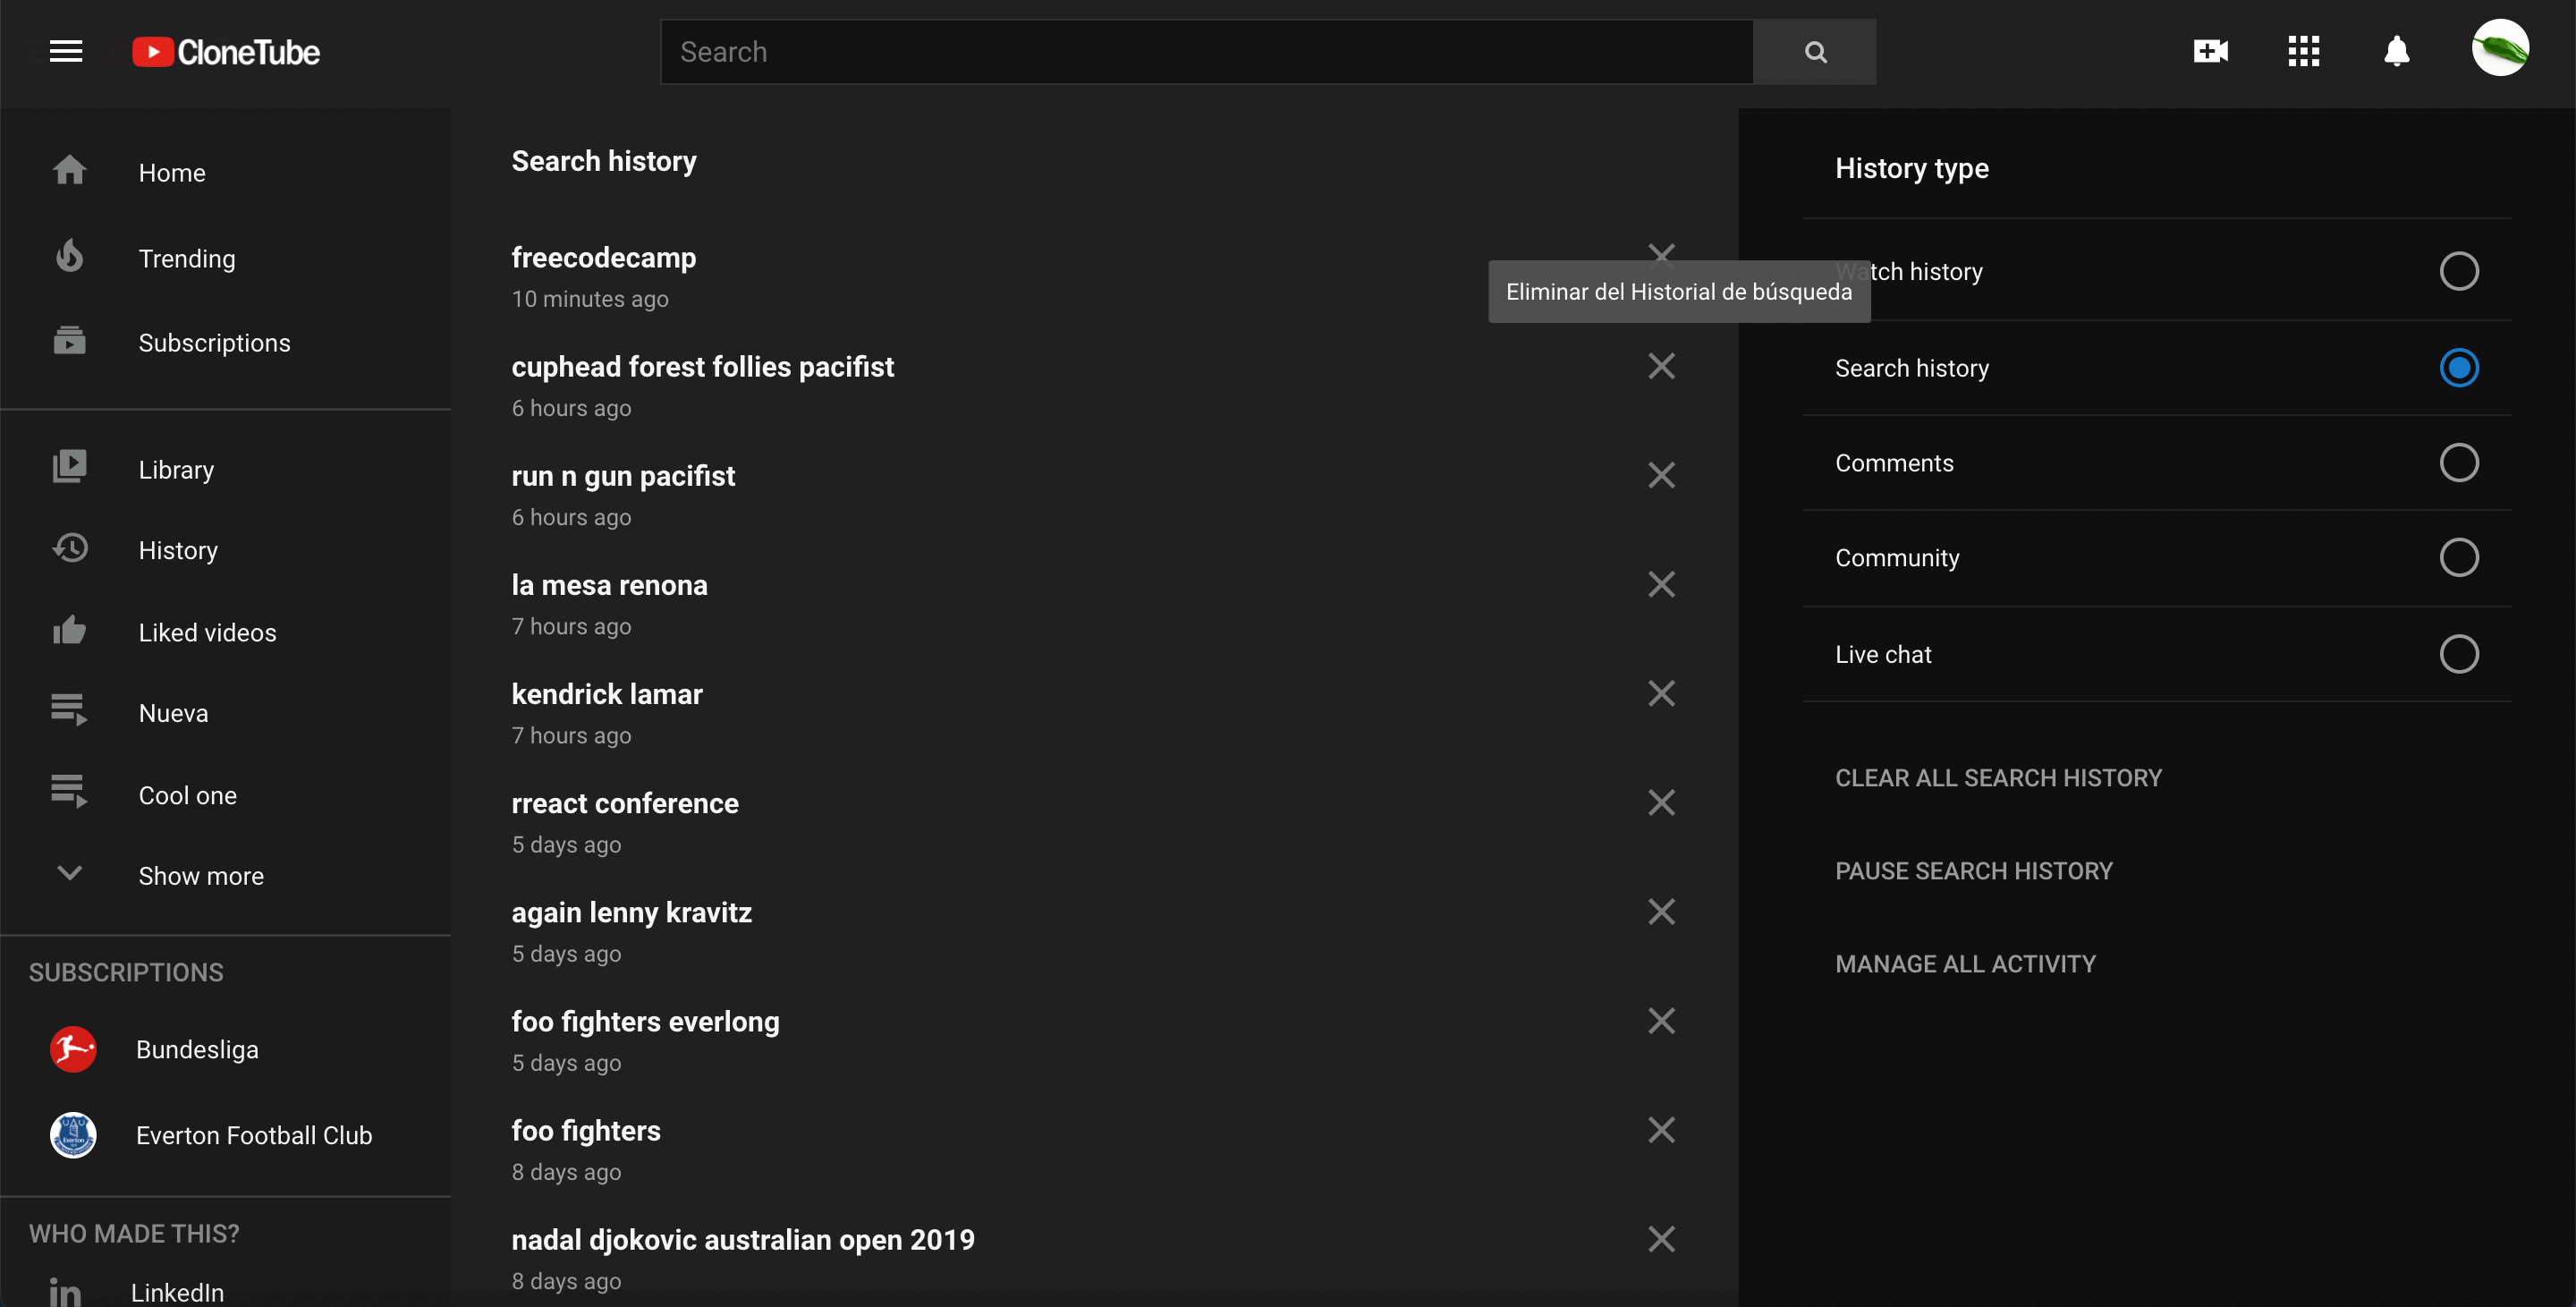 CloneTube
Search
Home
Trending
Subscriptions
Library
History
Liked videos
Nueva
Cool one
Show more
SUBSCRIPTIONS
Bundesliga
Everton Football Club
WHO MADE THIS?
LinkedIn
Search history
freecodecamp
10 minutes ago
Eliminar del Historial de búsqueda
cuphead forest follies pacifist
6 hours ago
run n gun pacifist
6 hours ago
la mesa renona
7 hours ago
kendrick lamar
7 hours ago
rreact conference
5 days ago
again lenny kravitz
5 days ago
foo fighters everlong
5 days ago
foo fighters
8 days ago
nadal djokovic australian open 2019
8 days ago
History type
Watch history
Search history
Comments
Community
Live chat
CLEAR ALL SEARCH HISTORY
PAUSE SEARCH HISTORY
MANAGE ALL ACTIVITY